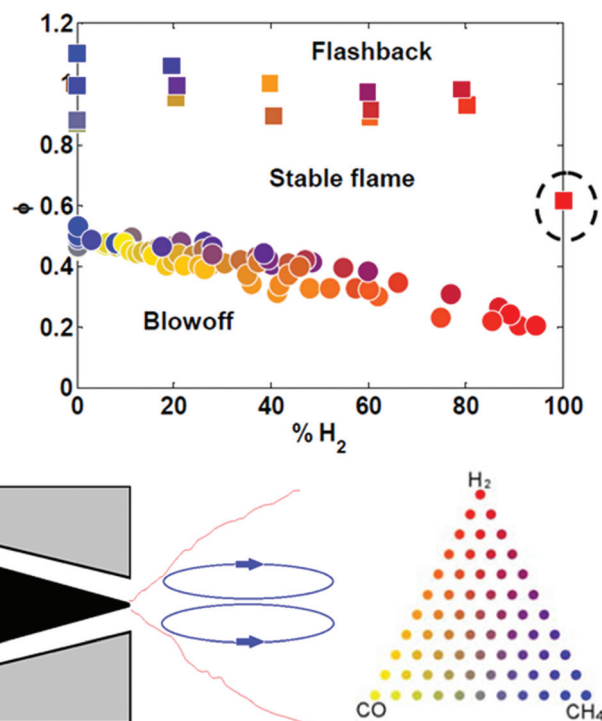 1.2
Flashback
1
0.8
Stable flame
0.6
ϕ
0.4
Blowoff
0.2
0
0 20 40 60 80 100
% H₂
H₂
CO CH₄